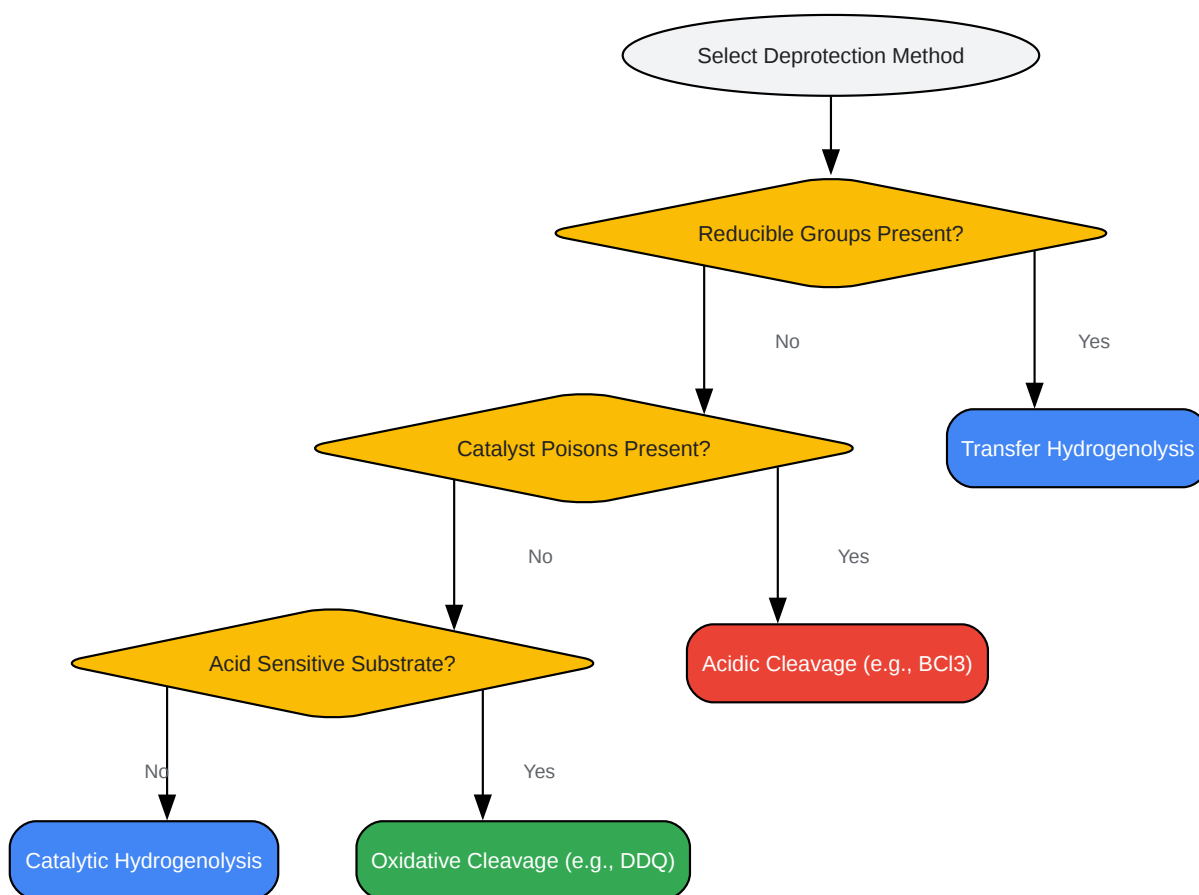 Select Deprotection Method
Reducible Groups Present?
No
Yes
Catalyst Poisons Present?
Transfer Hydrogenolysis
No
Yes
Acid Sensitive Substrate?
Acidic Cleavage (e.g., BCl3)
No
Yes
Catalytic Hydrogenolysis
Oxidative Cleavage (e.g., DDQ)